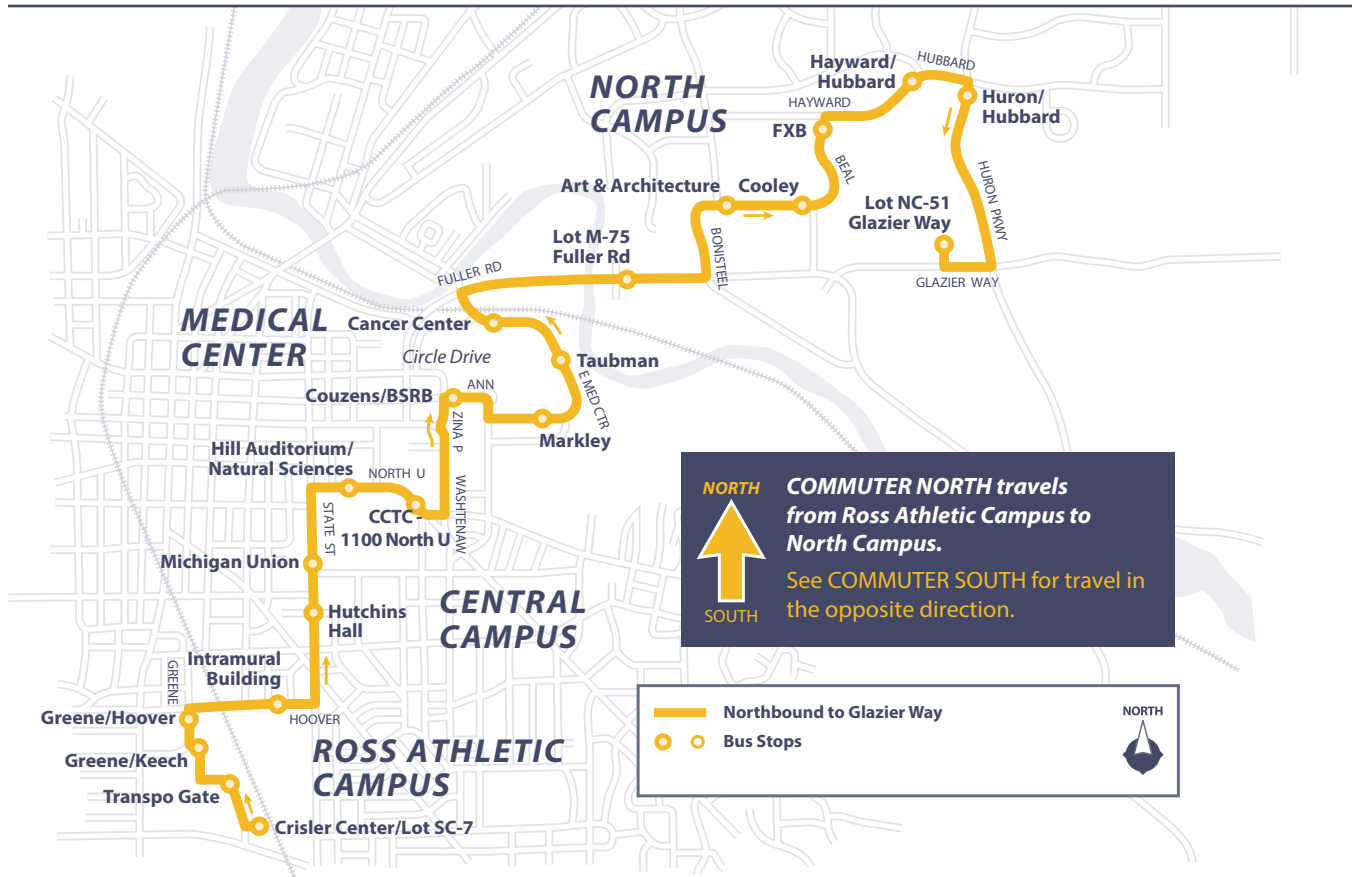 NORTH
CAMPUS
Hayward/
Hubbard
HUBBARD
HAYWARD
Huron/
Hubbard
FXB
BEAL
Art & Architecture
Cooley
Lot NC-51
Glazier Way
HURON PKWY
Lot M-75
Fuller Rd
BONISTEEL
FULLER RD
GLAZIER WAY
MEDICAL
CENTER
Cancer Center
Circle Drive
Taubman
E MED CTR
Couzens/BSRB
ANN
ZINA P
Markley
Hill Auditorium/
Natural Sciences
NORTH U
WASHTENAW
CCTC -
1100 North U
STATE ST
Michigan Union
CENTRAL
CAMPUS
Hutchins
Hall
Intramural
Building
GREENE
Greene/Hoover
HOOVER
Greene/Keech
ROSS ATHLETIC
CAMPUS
Transpo Gate
Crisler Center/Lot SC-7
NORTH
SOUTH
COMMUTER NORTH travels
from Ross Athletic Campus to
North Campus.
See COMMUTER SOUTH for travel in
the opposite direction.
Northbound to Glazier Way
Bus Stops
NORTH